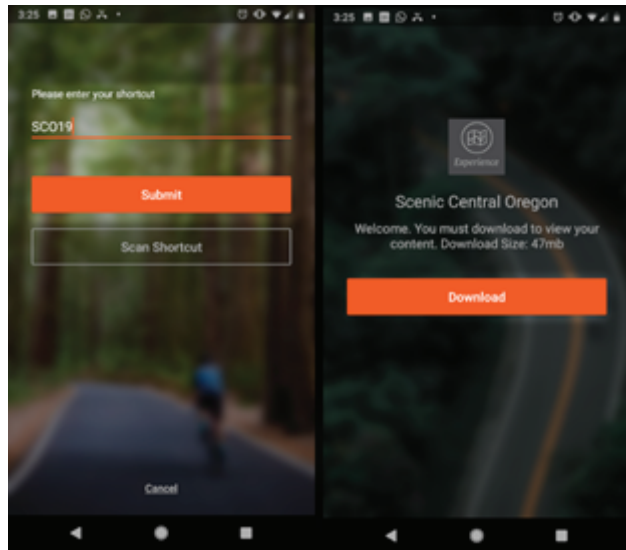 3:25
Please enter your shortcut
SCO19
Submit
Scan Shortcut
Cancel
3:25
Experience
Scenic Central Oregon
Welcome. You must download to view your
content. Download Size: 47mb
Download